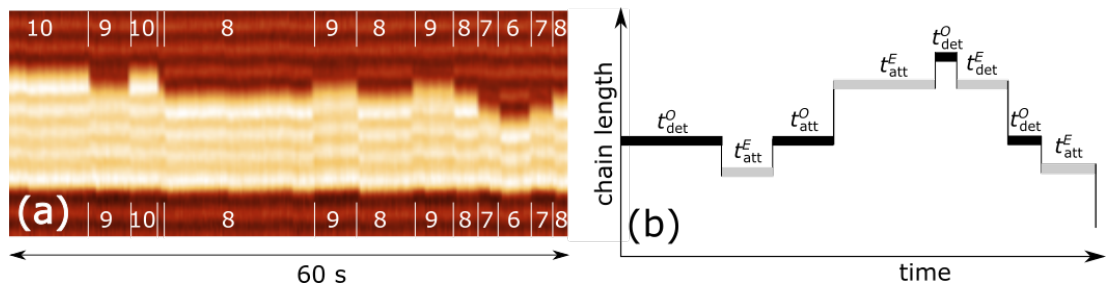 10 9 10 8 9 8 9 8 7 6 7 8
(a)
9 10 8 9 8 9 8 7 6 7 8
60 s
chain length
t^O_det
t^E_att
t^O_att
t^E_att
t^O_det
t^E_det
t^O_det
t^E_att
(b)
time